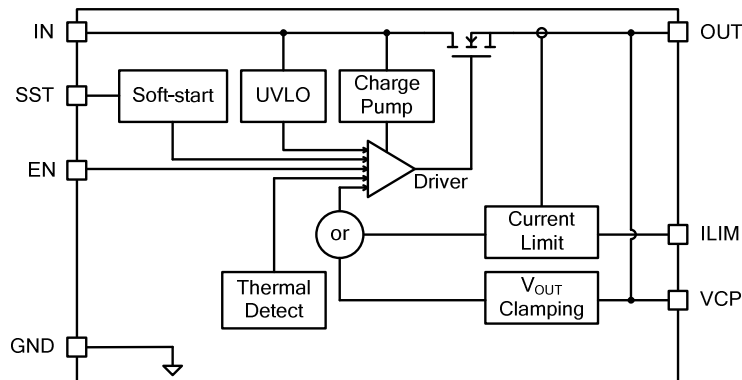 IN
OUT
SST
Soft-start
UVLO
Charge
Pump
EN
Driver
or
Current
Limit
ILIM
Thermal
Detect
VOUT
Clamping
VCP
GND